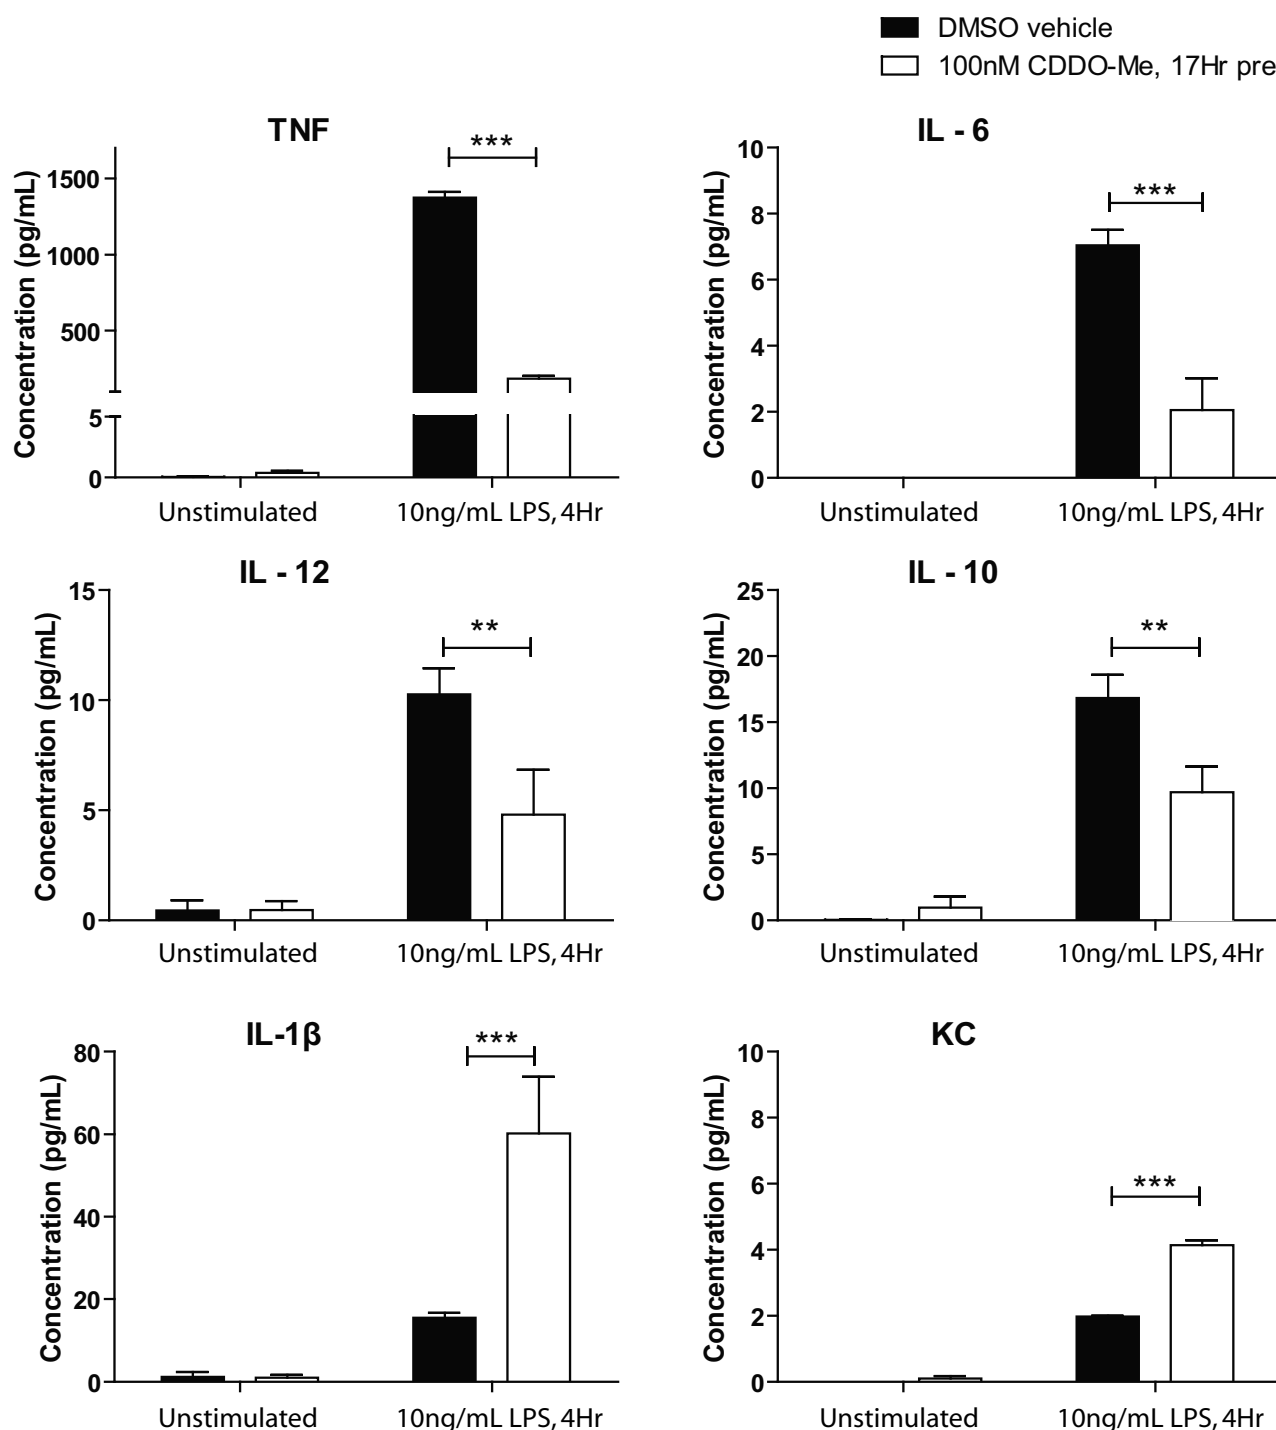 DMSO vehicle
100nM CDDO-Me, 17Hr pre
TNF
***
Concentration (pg/mL)
1500
1000
500
5
0
Unstimulated
10ng/mL LPS, 4Hr
IL - 6
***
Concentration (pg/mL)
10
8
6
4
2
0
Unstimulated
10ng/mL LPS, 4Hr
IL - 12
**
Concentration (pg/mL)
15
10
5
0
Unstimulated
10ng/mL LPS, 4Hr
IL - 10
**
Concentration (pg/mL)
25
20
15
10
5
0
Unstimulated
10ng/mL LPS, 4Hr
IL-1β
***
Concentration (pg/mL)
80
60
40
20
0
Unstimulated
10ng/mL LPS, 4Hr
KC
***
Concentration (pg/mL)
10
8
6
4
2
0
Unstimulated
10ng/mL LPS, 4Hr